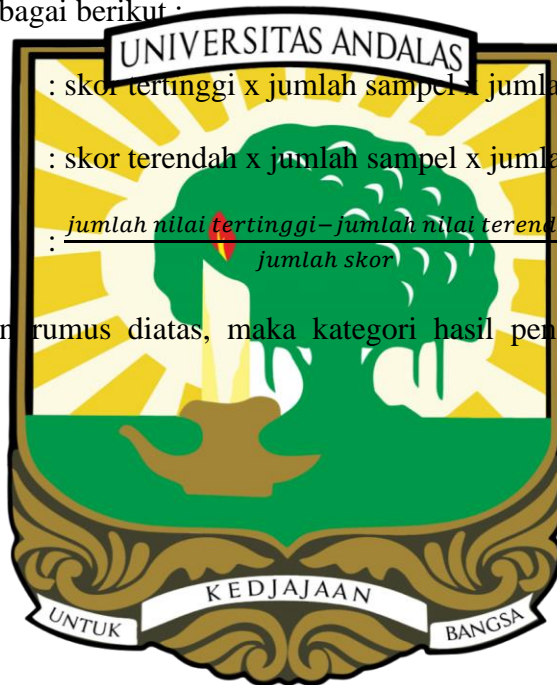 bagai berikut :
UNIVERSITAS ANDALAS
: skor tertinggi x jumlah sampel x jumla
: skor terendah x jumlah sampel x jumla
: jumlah nilai tertinggi−jumlah nilai terend
jumlah skor
n rumus diatas, maka kategori hasil pen
KEDJAJAAN
UNTUK
BANGSA